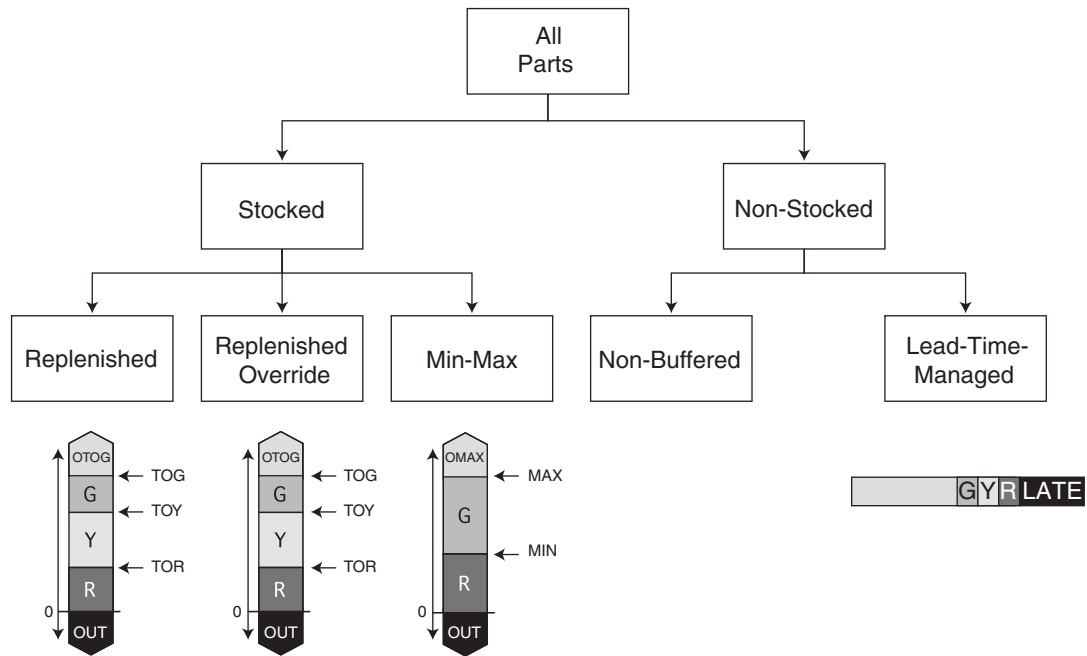 All
Parts
Stocked
Non-Stocked
Replenished
Replenished
Override
Min-Max
Non-Buffered
Lead-Time-
Managed
OTOG
TOG
G
TOY
Y
TOR
R
0
OUT
OTOG
TOG
G
TOY
Y
TOR
R
0
OUT
OMAX
MAX
G
MIN
R
0
OUT
G Y R LATE